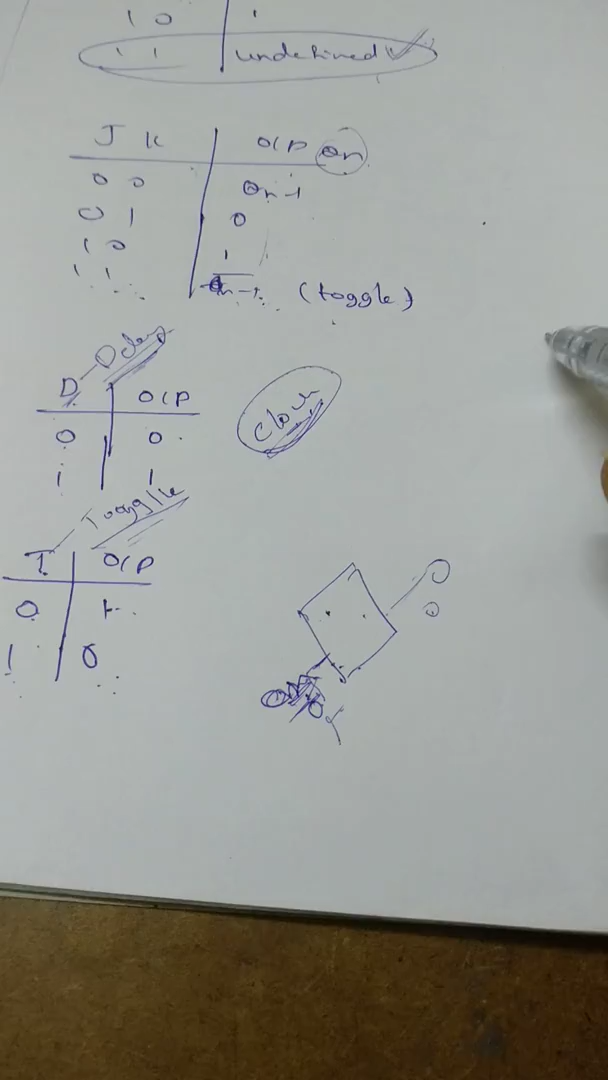 1 0 1
1 1 undefined
J K O/P Qn
0 0 Qn-1
0 1 0
1 0 1
1 1 Qn-1 (toggle)
D - Delay
D O/P
0 0
1 1
Clock
Toggle
T O/P
0 1
1 0